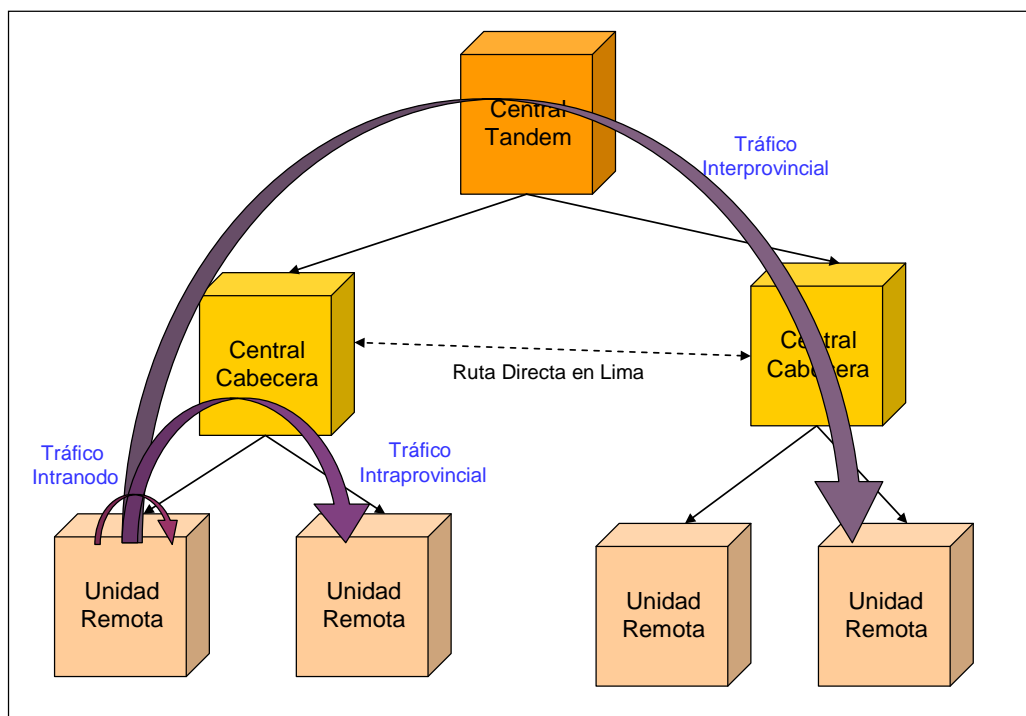 Central
Tandem
Tráfico
Interprovincial
Central
Cabecera
Ruta Directa en Lima
Central
Cabecera
Tráfico
Intranodo
Tráfico
Intraprovincial
Unidad
Remota
Unidad
Remota
Unidad
Remota
Unidad
Remota